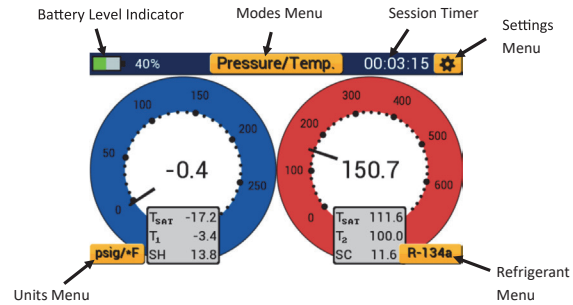 Battery Level Indicator
Modes Menu
Session Timer
Settings
Menu
40%
Pressure/Temp.
00:03:15
0
50
100
150
200
250
-0.4
TSAT -17.2
T1 -3.4
SH 13.8
0
100
200
300
400
500
600
150.7
TSAT 111.6
T2 100.0
SC 11.6
psig/°F
R-134a
Units Menu
Refrigerant
Menu